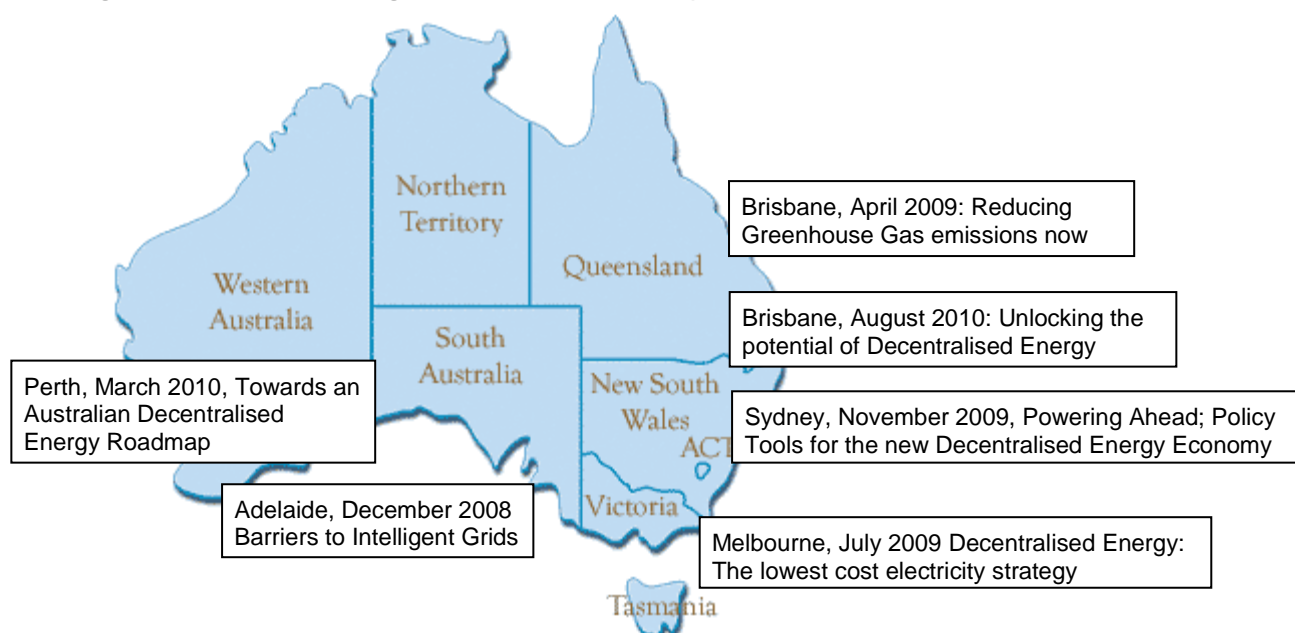 Northern
Territory
Brisbane, April 2009: Reducing
Greenhouse Gas emissions now
Queensland
Western
Australia
Brisbane, August 2010: Unlocking the
potential of Decentralised Energy
South
Australia
Perth, March 2010, Towards an
Australian Decentralised
Energy Roadmap
New South
Wales
ACT
Sydney, November 2009, Powering Ahead; Policy
Tools for the new Decentralised Energy Economy
Adelaide, December 2008
Barriers to Intelligent Grids
Victoria
Melbourne, July 2009 Decentralised Energy:
The lowest cost electricity strategy
Tasmania